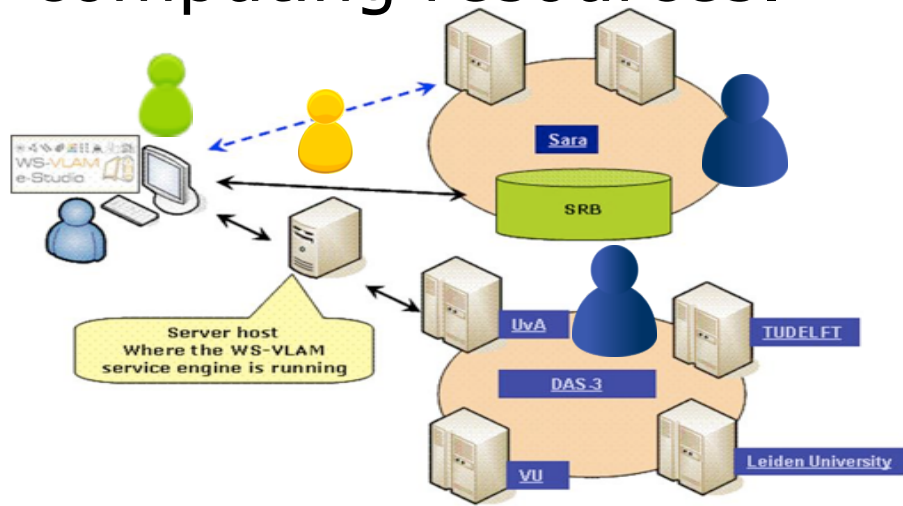 computing resources.
Sara
WS-VLAM
e-Studio
SRB
UvA
TUDELFT
Server host
Where the WS-VLAM
service engine is running
DAS-3
VU
Leiden University